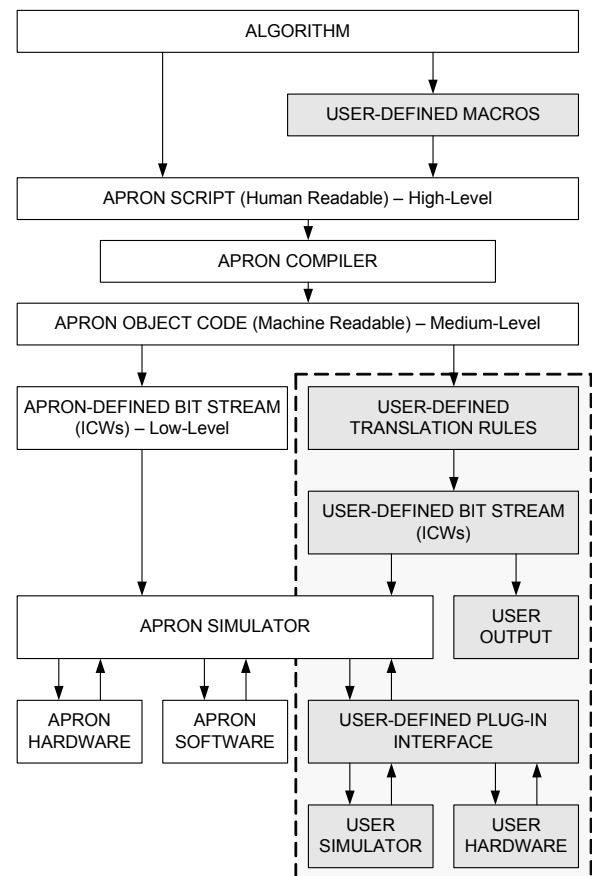 ALGORITHM
USER-DEFINED MACROS
APRON SCRIPT (Human Readable) – High-Level
APRON COMPILER
APRON OBJECT CODE (Machine Readable) – Medium-Level
APRON-DEFINED BIT STREAM
(ICWs) – Low-Level
USER-DEFINED
TRANSLATION RULES
USER-DEFINED BIT STREAM
(ICWs)
APRON SIMULATOR
USER
OUTPUT
APRON
HARDWARE
APRON
SOFTWARE
USER-DEFINED PLUG-IN
INTERFACE
USER
SIMULATOR
USER
HARDWARE